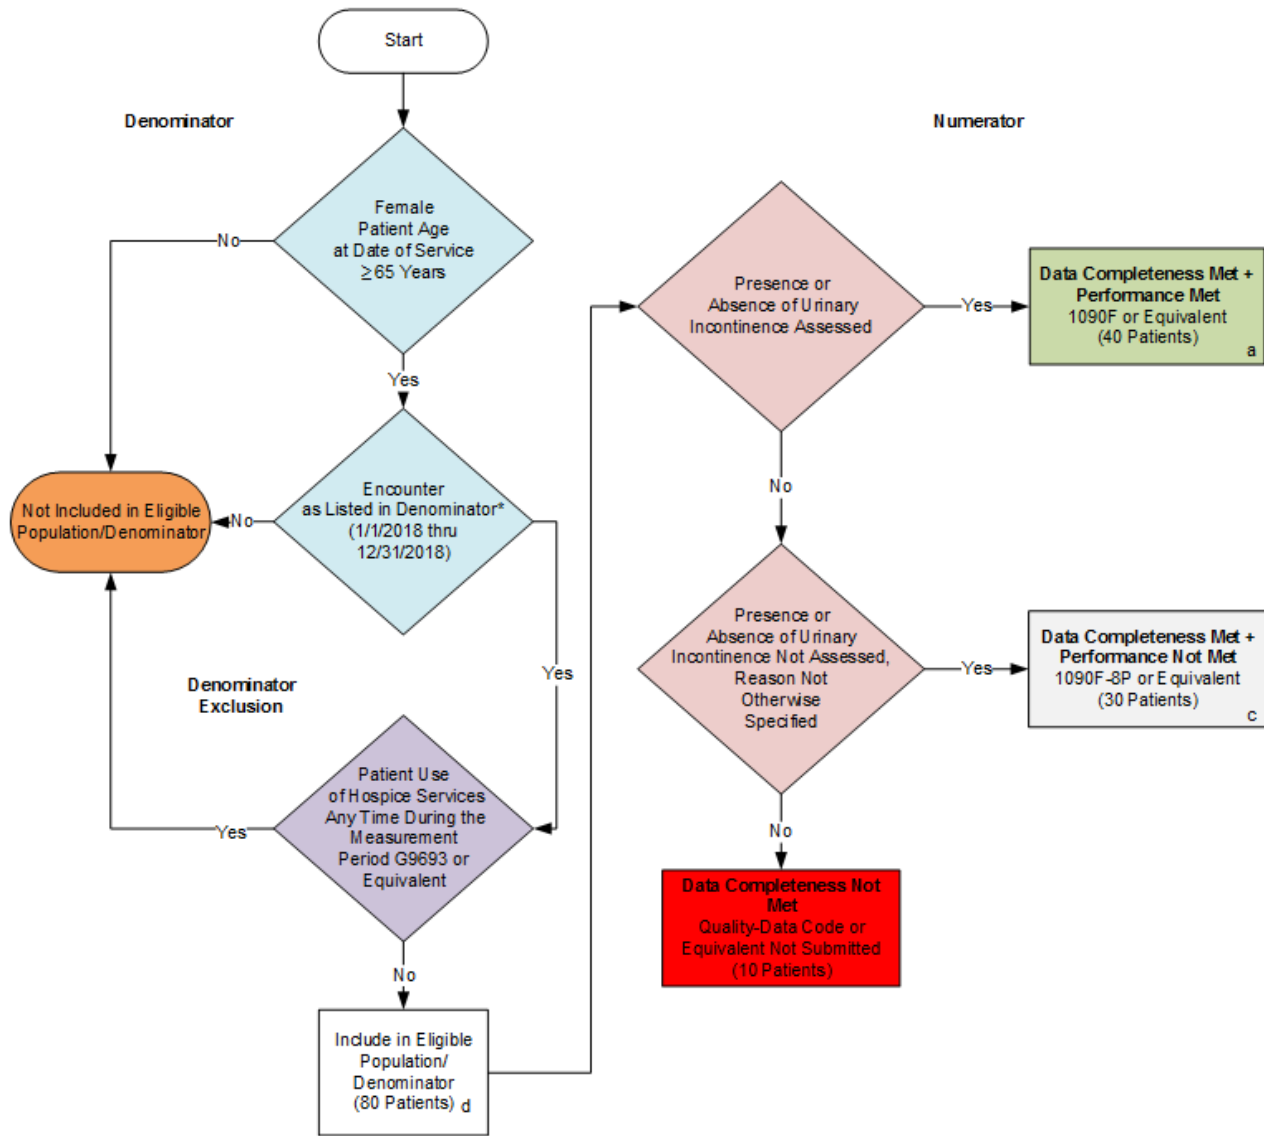 Start
Denominator
Female
Patient Age
at Date of Service
≥65 Years
No
Yes
Encounter
as Listed in Denominator*
(1/1/2018 thru
12/31/2018)
No
Not Included in Eligible
Population/Denominator
Yes
Denominator
Exclusion
Patient Use
of Hospice Services
Any Time During the
Measurement
Period G9693 or
Equivalent
Yes
No
Include in Eligible
Population/
Denominator
(80 Patients) d
Numerator
Presence or
Absence of Urinary
Incontinence Assessed
Yes
Data Completeness Met +
Performance Met
1090F or Equivalent
(40 Patients)
a
No
Presence or
Absence of Urinary
Incontinence Not Assessed,
Reason Not
Otherwise
Specified
Yes
Data Completeness Met +
Performance Not Met
1090F-8P or Equivalent
(30 Patients)
c
No
Data Completeness Not
Met
Quality-Data Code or
Equivalent Not Submitted
(10 Patients)